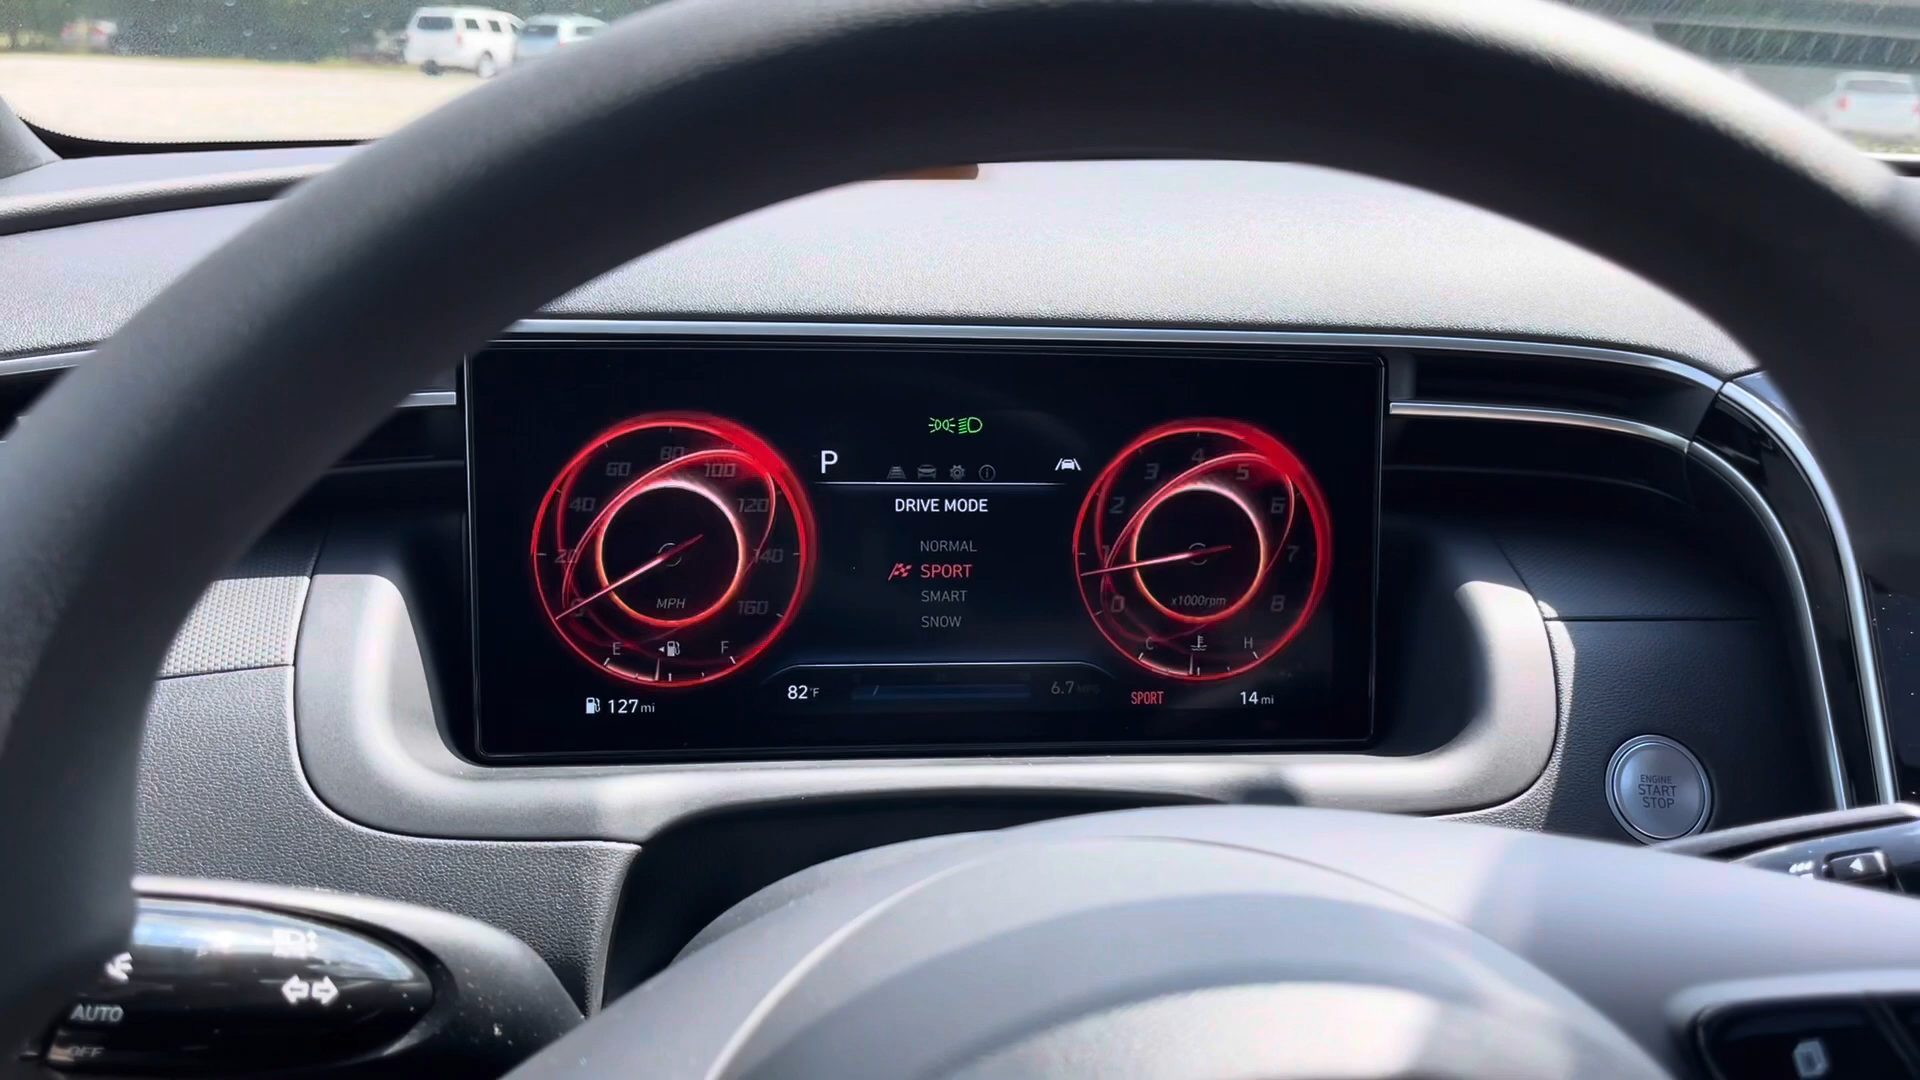 P
DRIVE MODE
NORMAL
SPORT
SMART
SNOW
20
40
60
80
100
120
140
160
MPH
E
F
127 mi
82°F
6.7
0
1
2
3
4
5
6
7
8
x1000rpm
C
H
SPORT
14 mi
ENGINE
START
STOP
AUTO
OFF